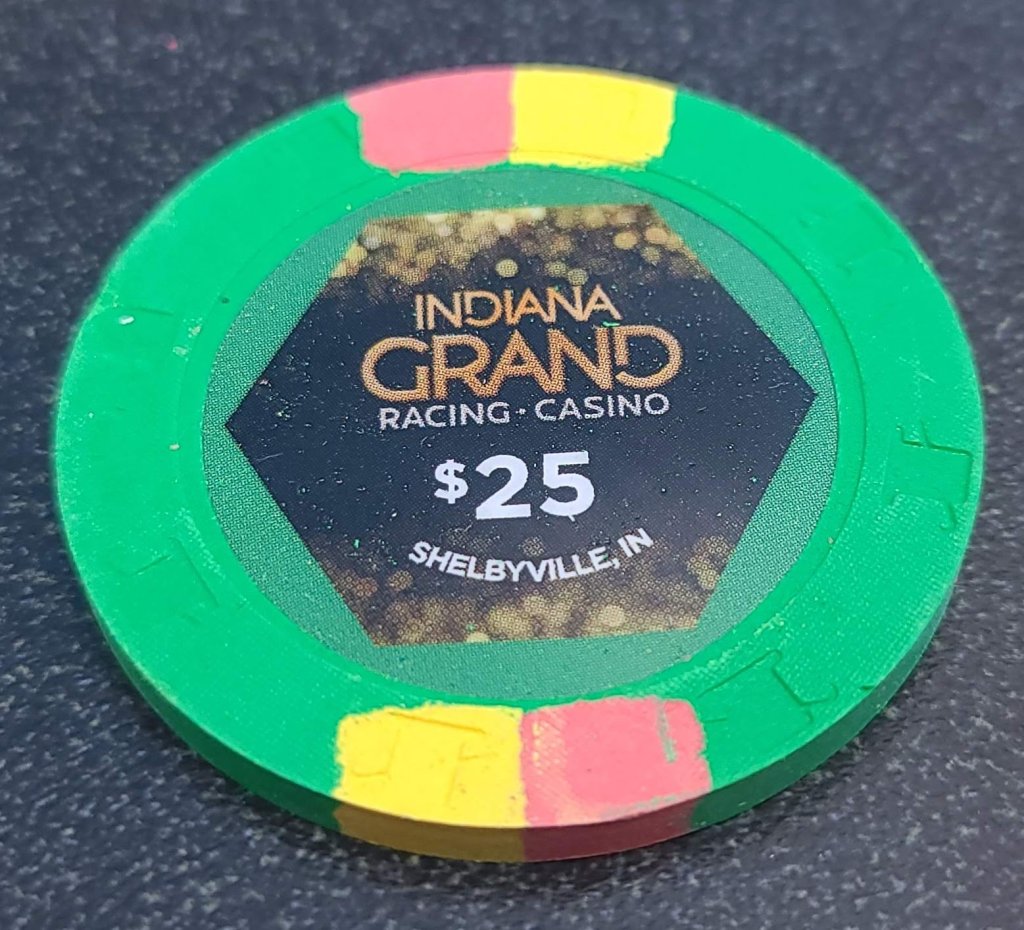 INDIANA
GRAND
RACING · CASINO
$25
SHELBYVILLE, IN